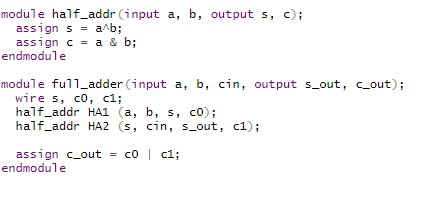 module half_addr(input a, b, output s, c);
  assign s = a^b;
  assign c = a & b;
endmodule

module full_adder(input a, b, cin, output s_out, c_out);
  wire s, c0, c1;
  half_addr HA1 (a, b, s, c0);
  half_addr HA2 (s, cin, s_out, c1);

  assign c_out = c0 | c1;
endmodule